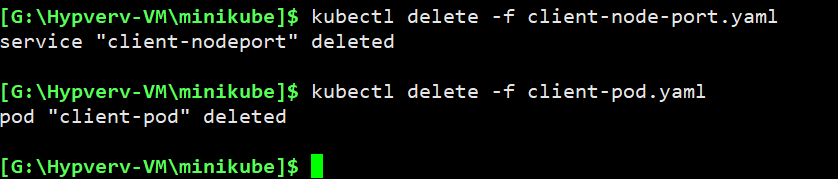 [G:\Hypverv-VM\minikube]$ kubectl delete -f client-node-port.yaml
service "client-nodeport" deleted
[G:\Hypverv-VM\minikube]$ kubectl delete -f client-pod.yaml
pod "client-pod" deleted
[G:\Hypverv-VM\minikube]$